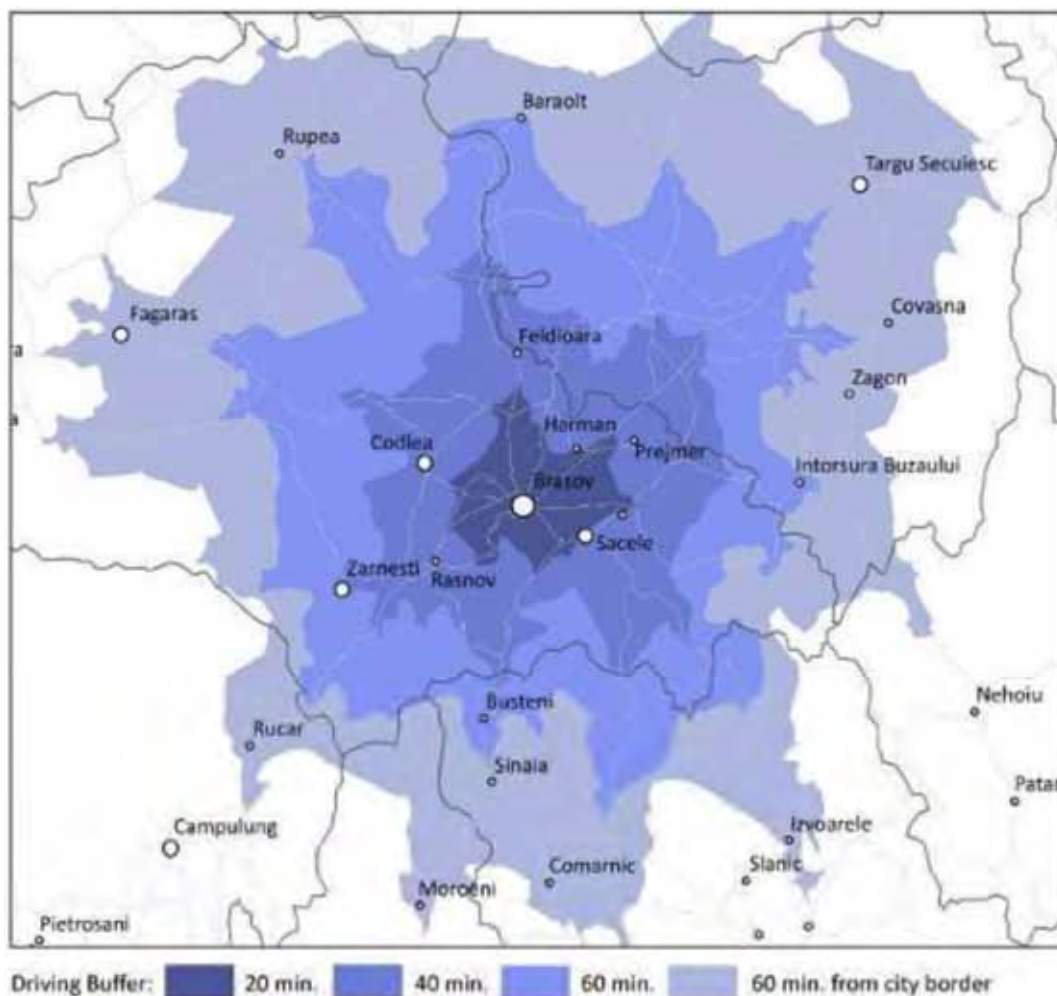 Baraolt
Rupea
Targu Secuiesc
Fagaras
Covasna
Feldioara
ra
Zagon
a
Harman
Codlea
Prejmer
Intorsura Buzaului
Brasov
Sacele
Zarnesti
Rasnov
Nehoiu
Busteni
Rucar
Sinaia
Patar
Campulung
Izvoarele
Slanic
Comarnic
Moroeni
Pietrosani
Driving Buffer: 20 min. 40 min. 60 min. 60 min. from city border